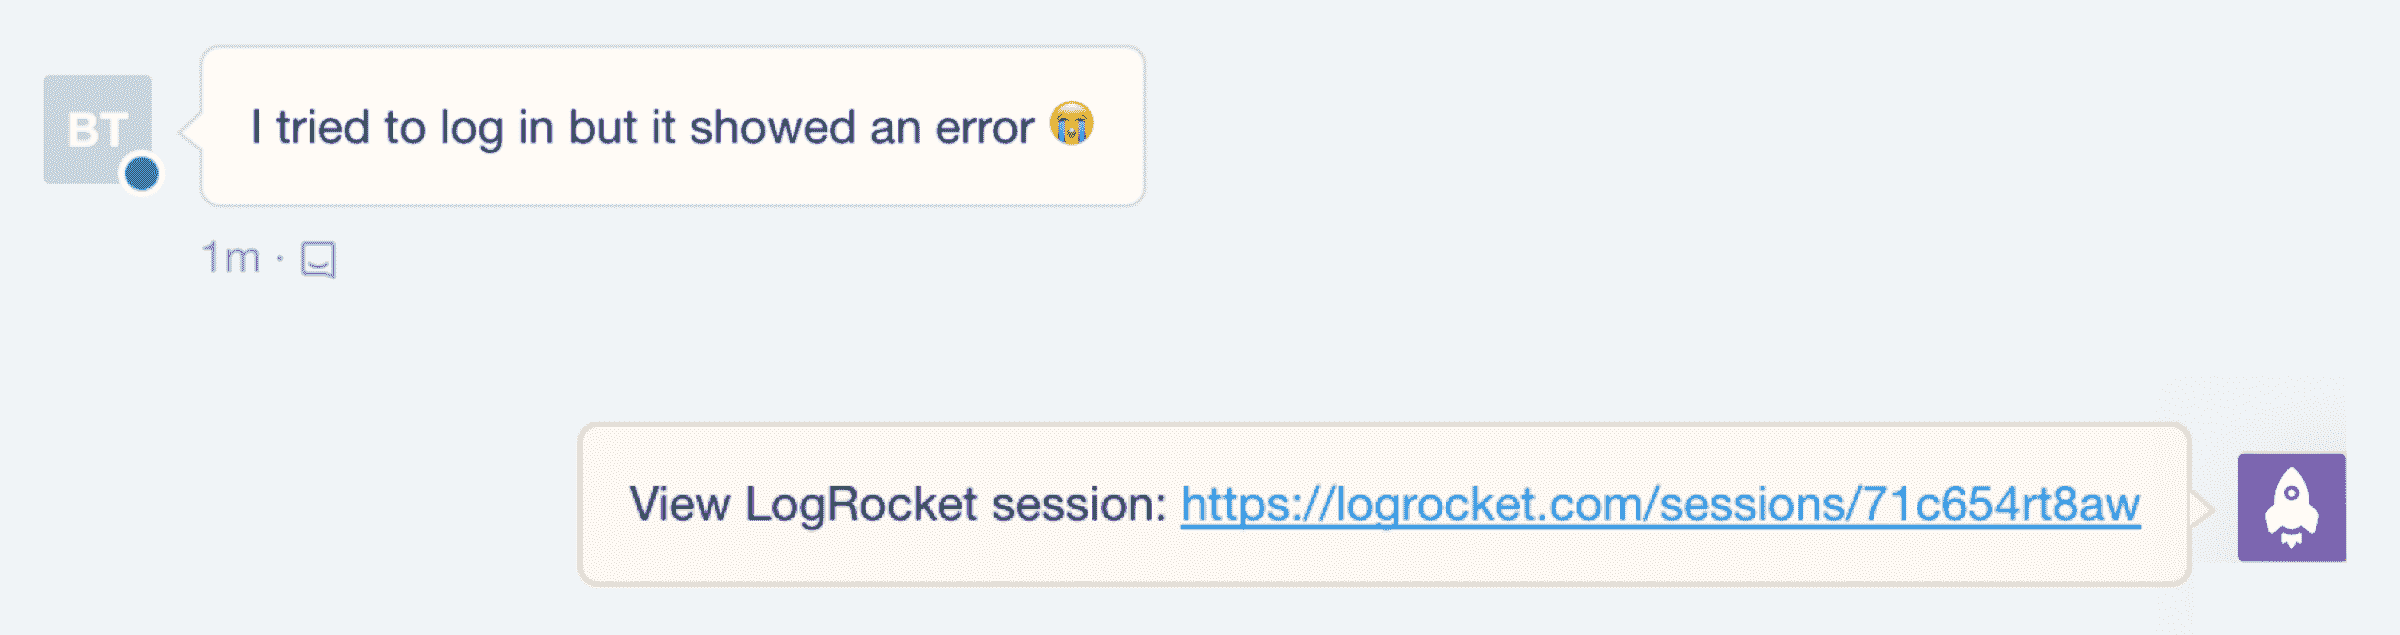 BT
I tried to log in but it showed an error 😭
1m ·
View LogRocket session: https://logrocket.com/sessions/71c654rt8aw